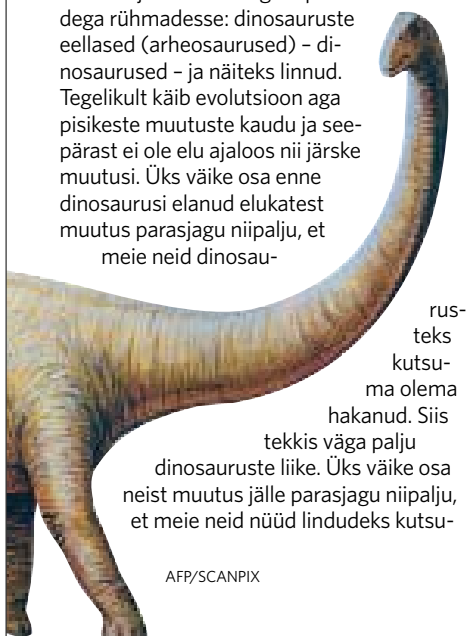 dega rühmadesse: dinosauruste
eellased (arheosaurused) – di-
nosaurused – ja näiteks linnud.
Tegelikult käib evolutsioon aga
pisikeste muutuste kaudu ja see-
pärast ei ole elu ajaloos nii järske
muutusi. Üks väike osa enne
dinosaurusi elanud elukatest
muutus parasjagu niipalju, et
meie neid dinosau-
rus-
teks
kutsu-
ma olema
hakanud. Siis
tekkis väga palju
dinosauruste liike. Üks väike osa
neist muutus jälle parasjagu niipalju,
et meie neid nüüd lindudeks kutsu-
AFP/SCANPIX